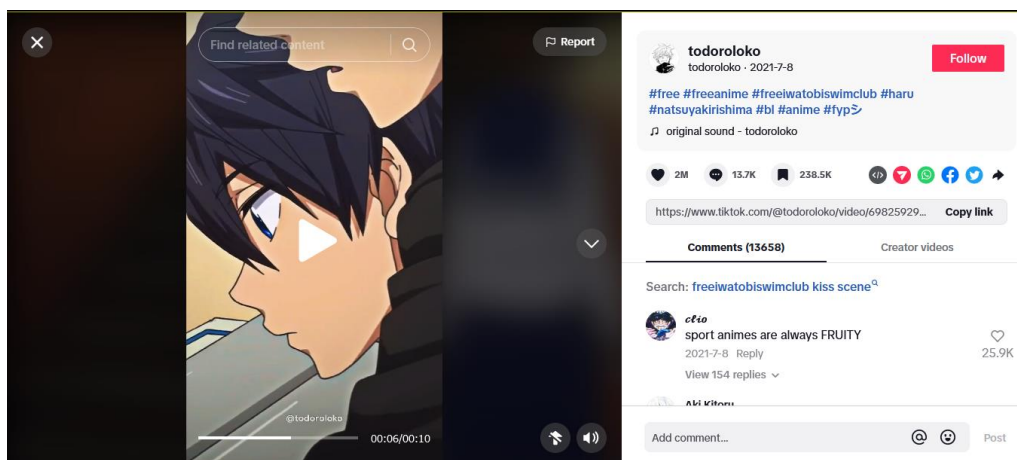 Find related content
Report
@todoroloko
00:06/00:10
todoroloko
todoroloko · 2021-7-8
Follow
#free #freeanime #freeiwatobiswimclub #haru
#natsuyakirishima #bl #anime #fypシ
♫ original sound - todoroloko
2M
13.7K
238.5K
https://www.tiktok.com/@todoroloko/video/69825929...
Copy link
Comments (13658)
Creator videos
Search: freeiwatobiswimclub kiss scene
𝓬𝓵𝓲𝓸
sport animes are always FRUITY
2021-7-8 Reply
25.9K
View 154 replies
Aki Kitoru
Add comment...
Post